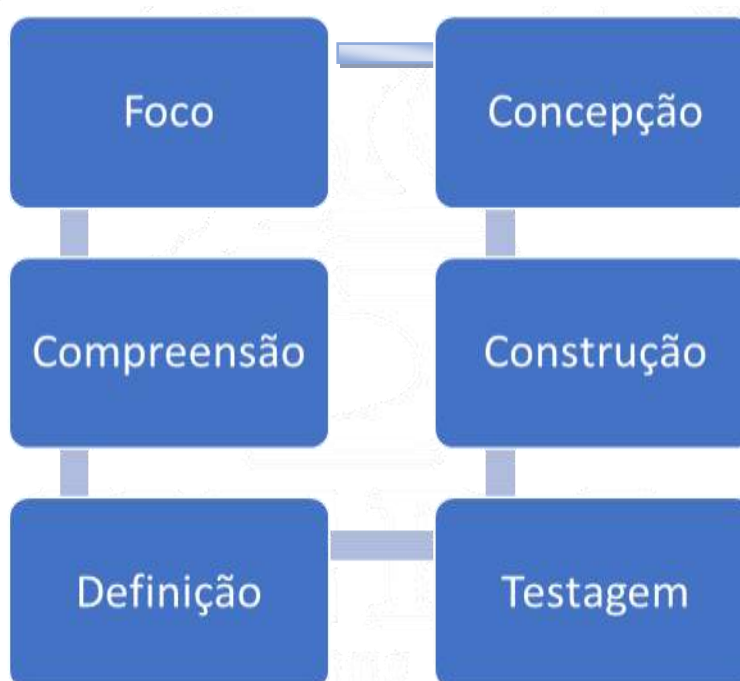 Foco
Concepção
Compreensão
Construção
Definição
Testagem